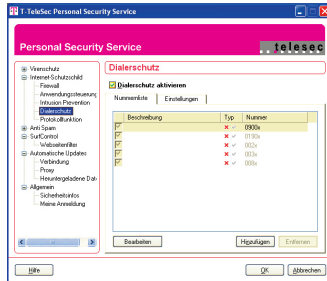 T-TeleSec Personal Security Service
Personal Security Service
telesec
Virenschutz
Internet-Schutzschild
Firewall
Anwendungssteuerung
Intrusion Prevention
Dialerschutz
Protokollfunktion
Anti Spam
SurfControl
Webseitenfilter
Automatische Updates
Verbindung
Proxy
Heruntergeladene Date
Allgemein
Sicherheitsinfos
Meine Anmeldung
Dialerschutz
Dialerschutz aktivieren
Nummernliste Einstellungen
Beschreibung Typ Nummer
0900x
0190x
002x
003x
009x
Bearbeiten Hinzufügen Entfernen
Hilfe OK Abbrechen